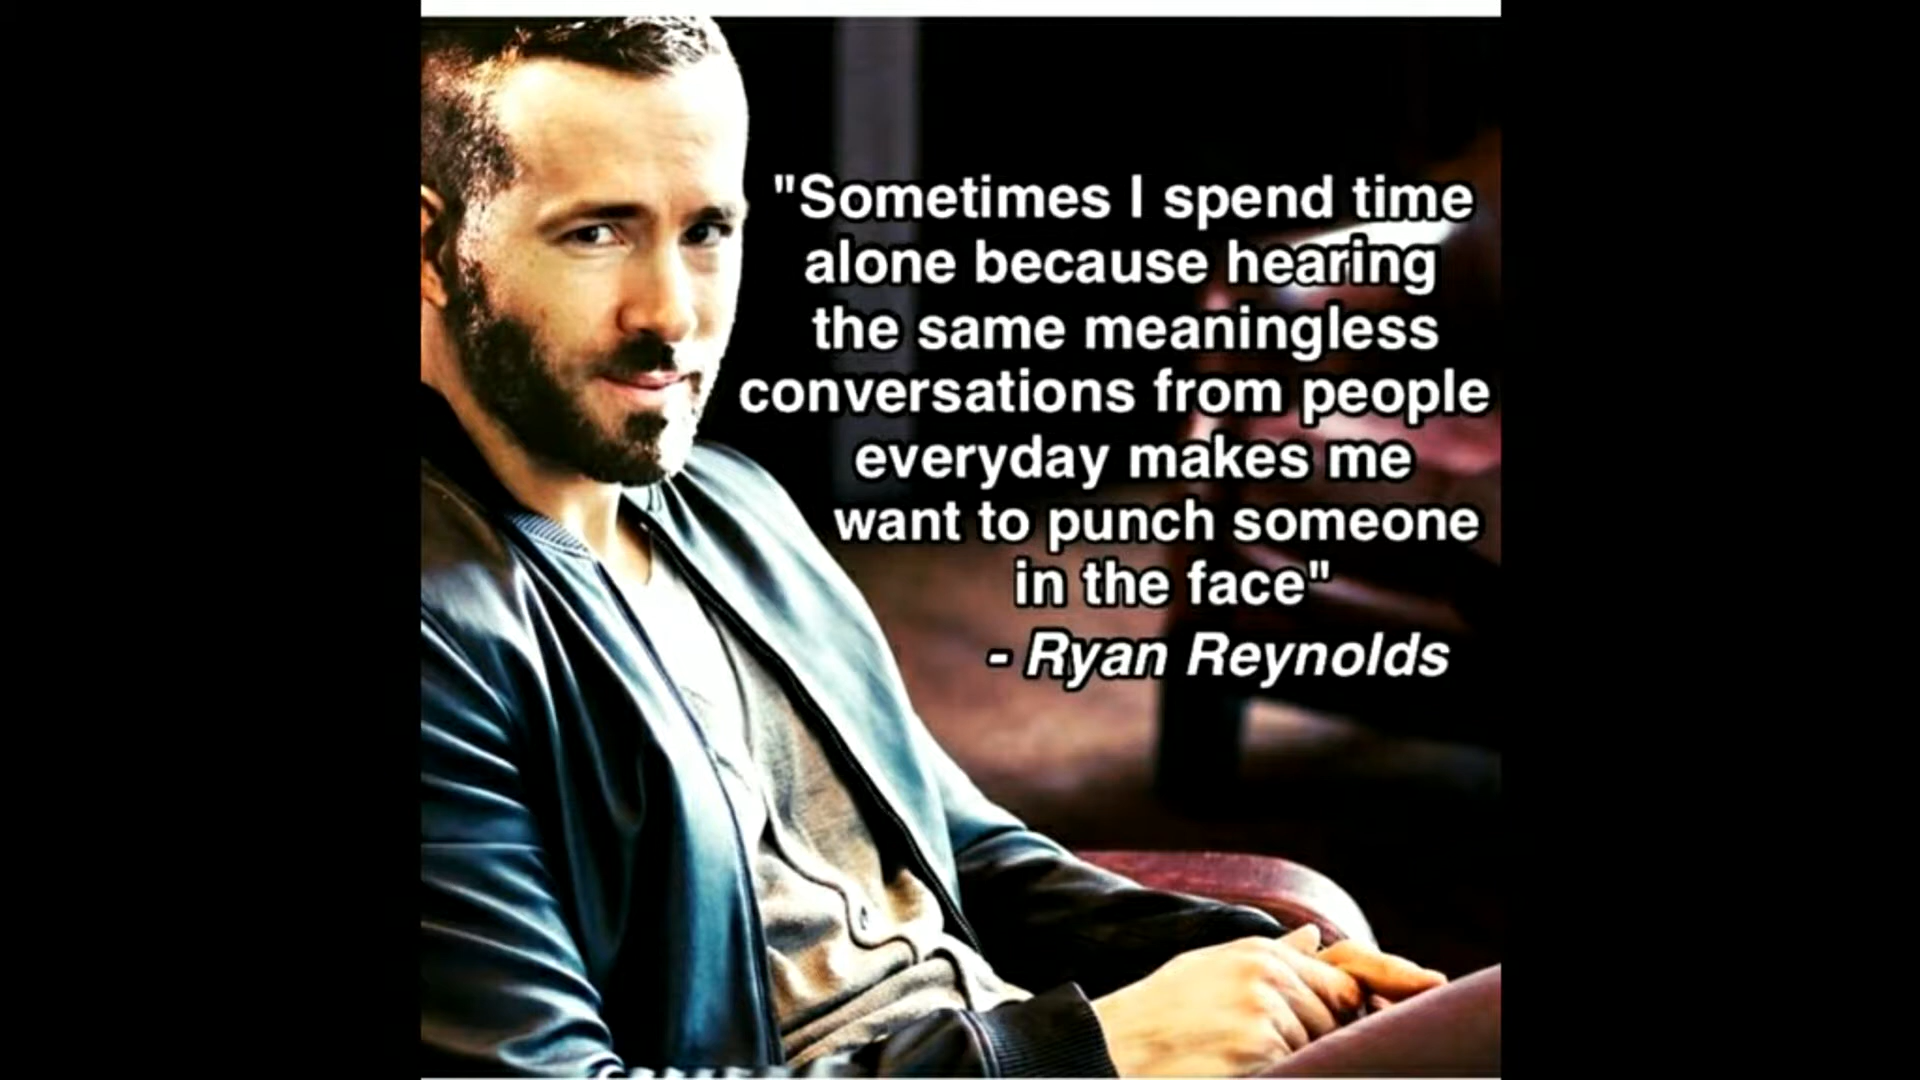 "Sometimes I spend time
alone because hearing
the same meaningless
conversations from people
everyday makes me
want to punch someone
in the face"
- Ryan Reynolds